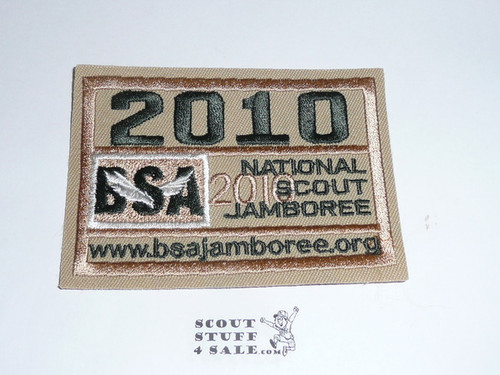 2010
BSA 2010 NATIONAL
SCOUT
JAMBOREE
www.bsajamboree.org
SCOUT
STUFF
4 SALE.COM